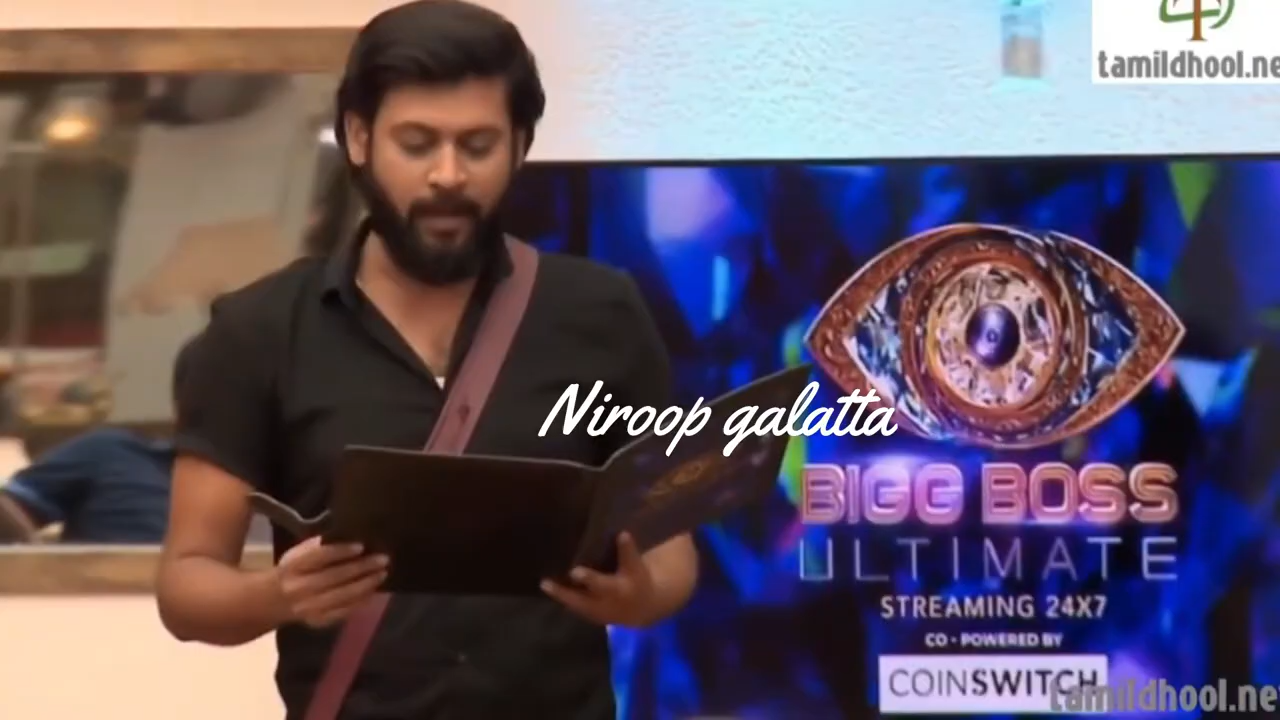 tamildhool.ne
Niroop galatta
BIGG BOSS
ULTIMATE
STREAMING 24X7
CO - POWERED BY
COINSWITCH
tamildhool.ne